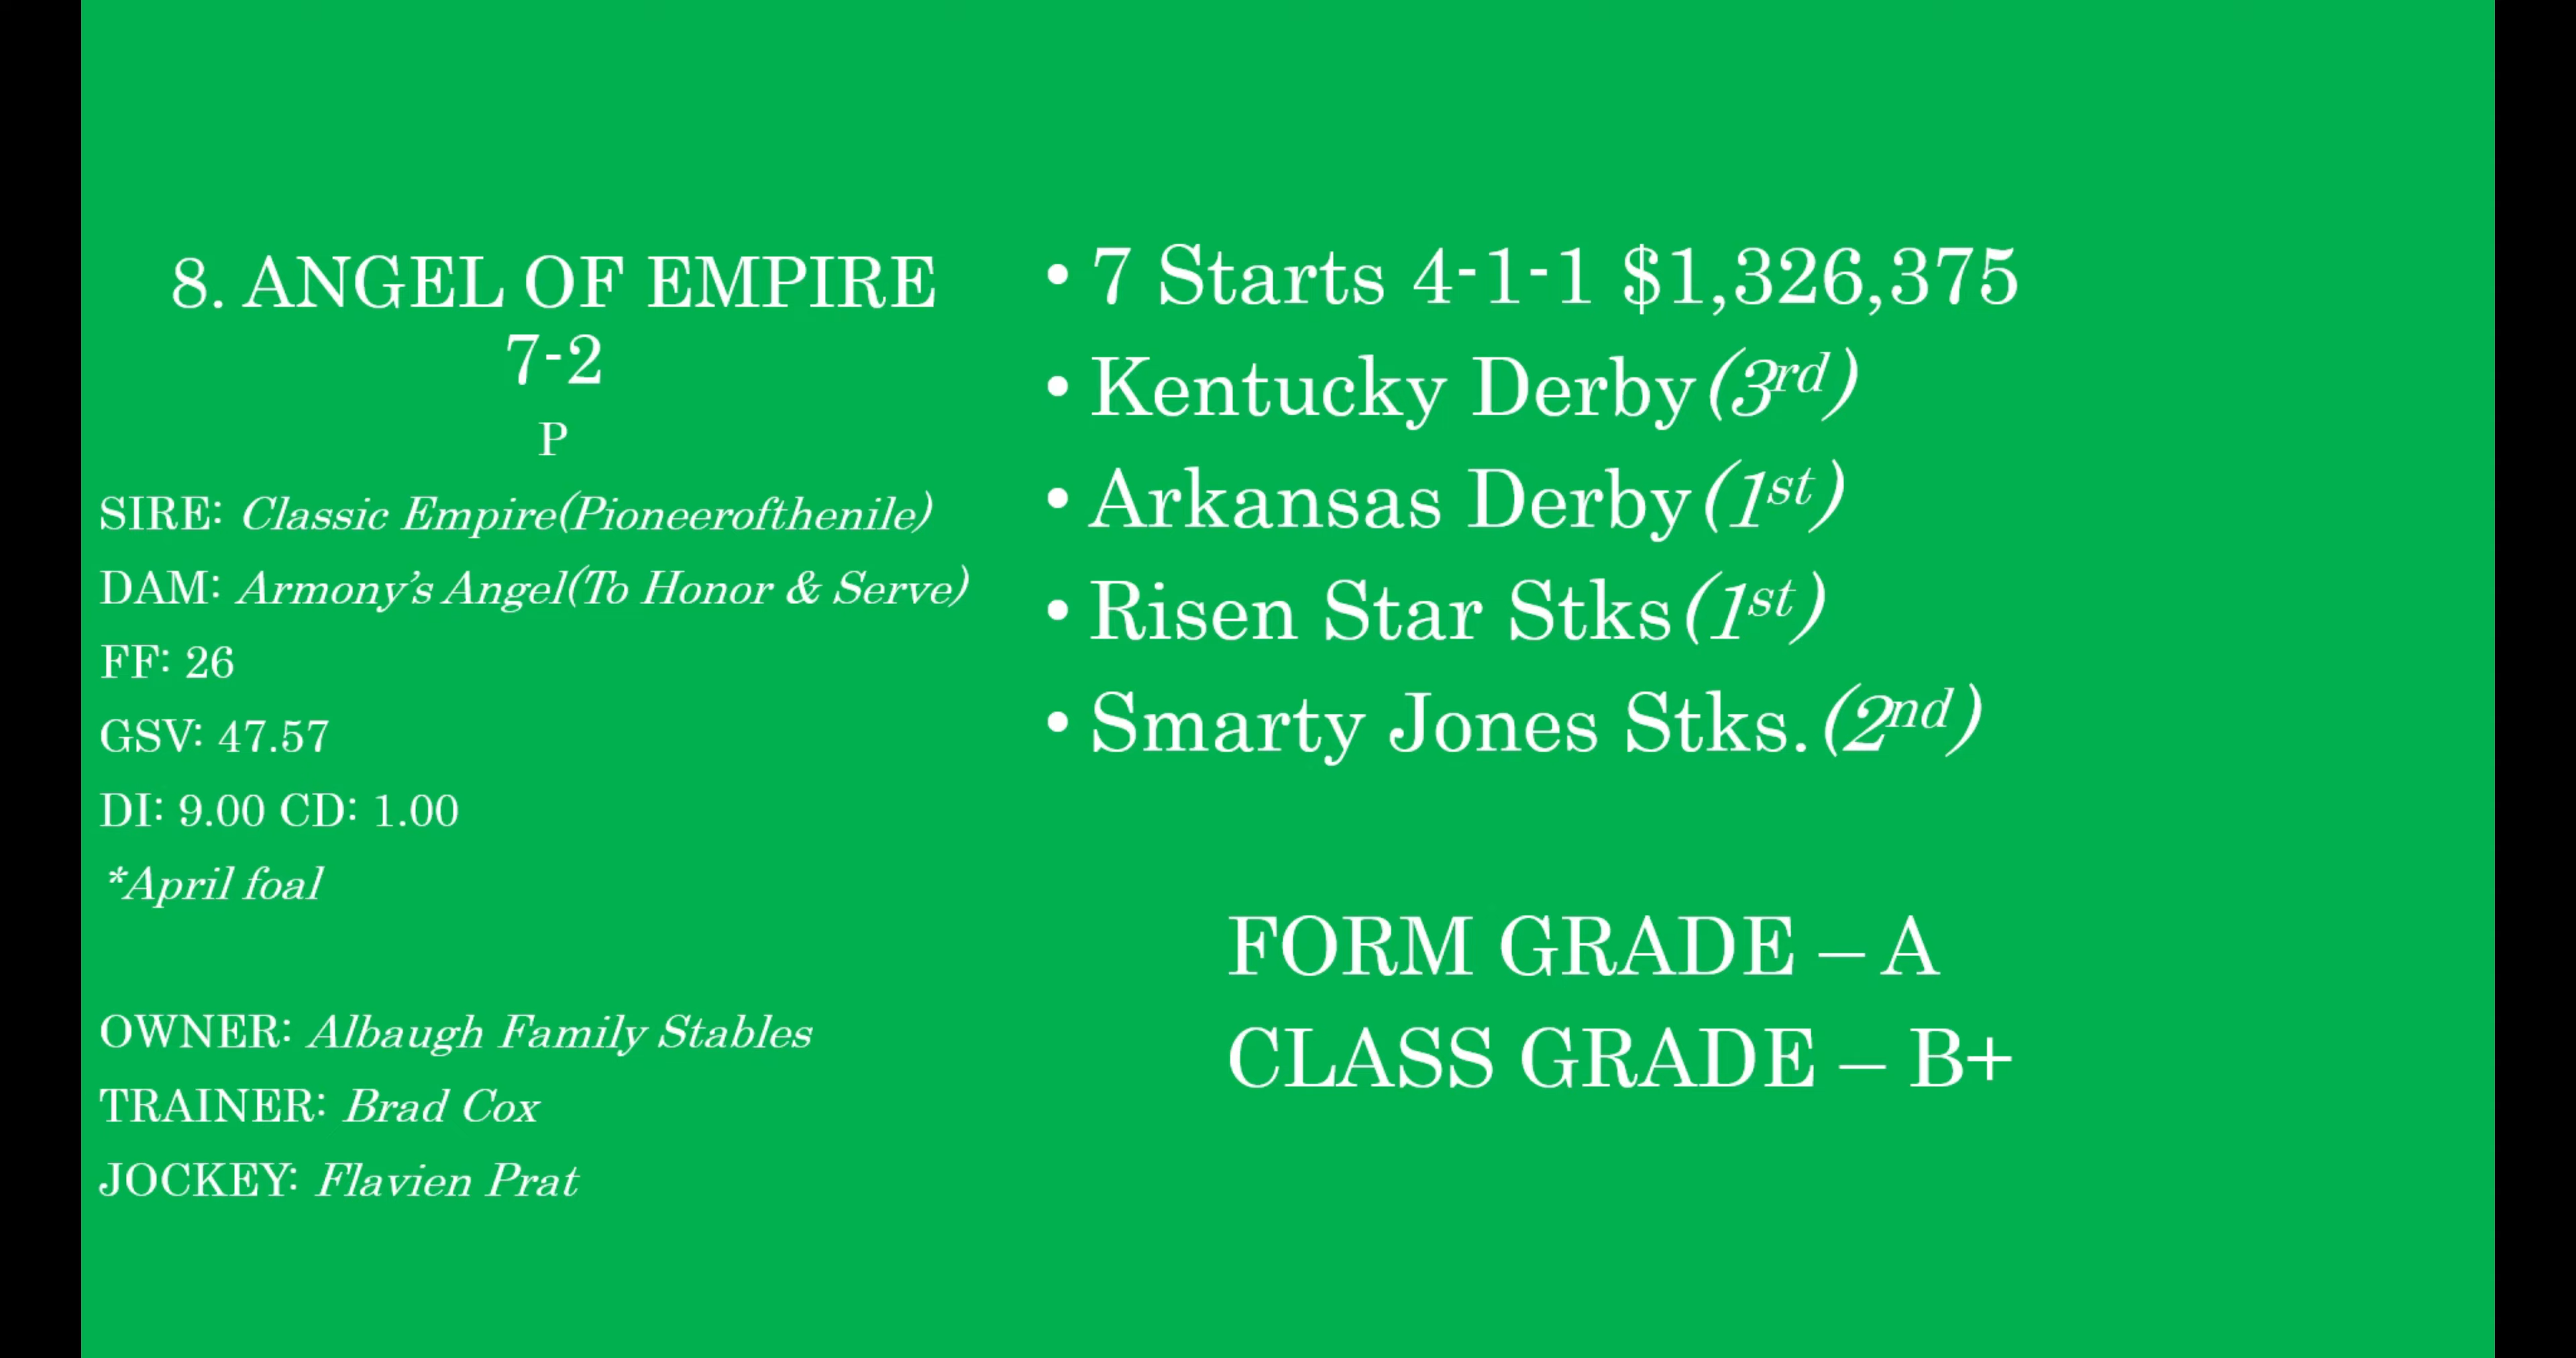 8. ANGEL OF EMPIRE
7-2
P
SIRE: Classic Empire(Pioneerofthenile)
DAM: Armony's Angel(To Honor & Serve)
FF: 26
GSV: 47.57
DI: 9.00 CD: 1.00
*April foal
OWNER: Albaugh Family Stables
TRAINER: Brad Cox
JOCKEY: Flavien Prat
• 7 Starts 4-1-1 $1,326,375
• Kentucky Derby(3rd)
• Arkansas Derby(1st)
• Risen Star Stks(1st)
• Smarty Jones Stks.(2nd)
FORM GRADE – A
CLASS GRADE – B+